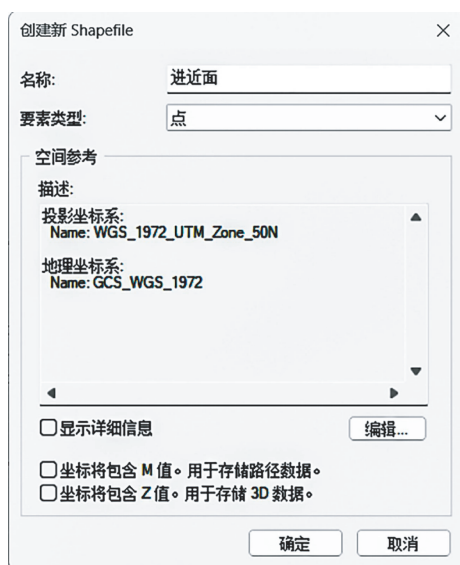 创建新 Shapefile
名称:
进近面
要素类型:
点
空间参考
描述:
投影坐标系:
Name: WGS_1972_UTM_Zone_50N
地理坐标系:
Name: GCS_WGS_1972
显示详细信息
编辑...
坐标将包含 M 值。用于存储路径数据。
坐标将包含 Z 值。用于存储 3D 数据。
确定
取消